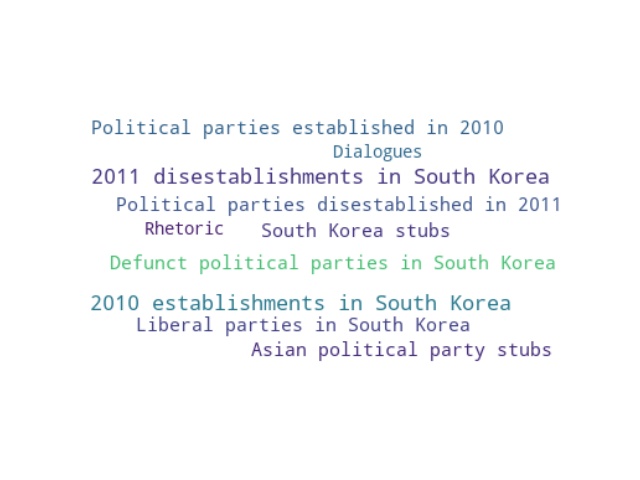 Political parties established in 2010
Dialogues
2011 disestablishments in South Korea
Political parties disestablished in 2011
Rhetoric South Korea stubs
Defunct political parties in South Korea
2010 establishments in South Korea
Liberal parties in South Korea
Asian political party stubs